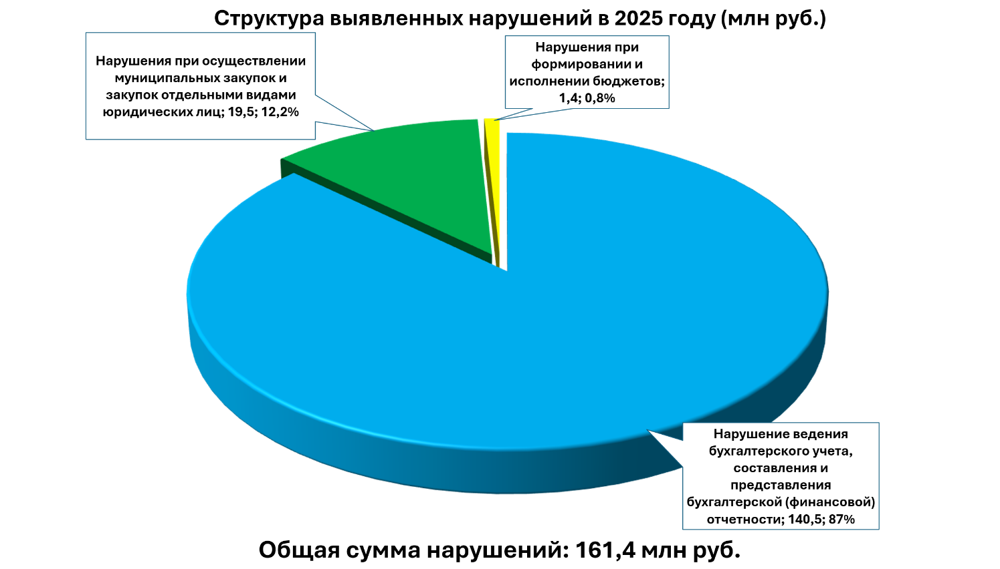 Структура выявленных нарушений в 2025 году (млн руб.)
Нарушения при осуществлении
муниципальных закупок и
закупок отдельными видами
юридических лиц; 19,5; 12,2%
Нарушения при
формировании и
исполнении бюджетов;
1,4; 0,8%
Нарушение ведения
бухгалтерского учета,
составления и
представления
бухгалтерской (финансовой)
отчетности; 140,5; 87%
Общая сумма нарушений: 161,4 млн руб.